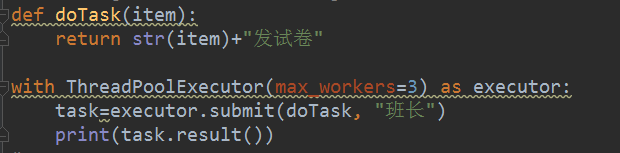 def doTask(item):
    return str(item)+"发试卷"
with ThreadPoolExecutor(max_workers=3) as executor:
    task=executor.submit(doTask, "班长")
    print(task.result())